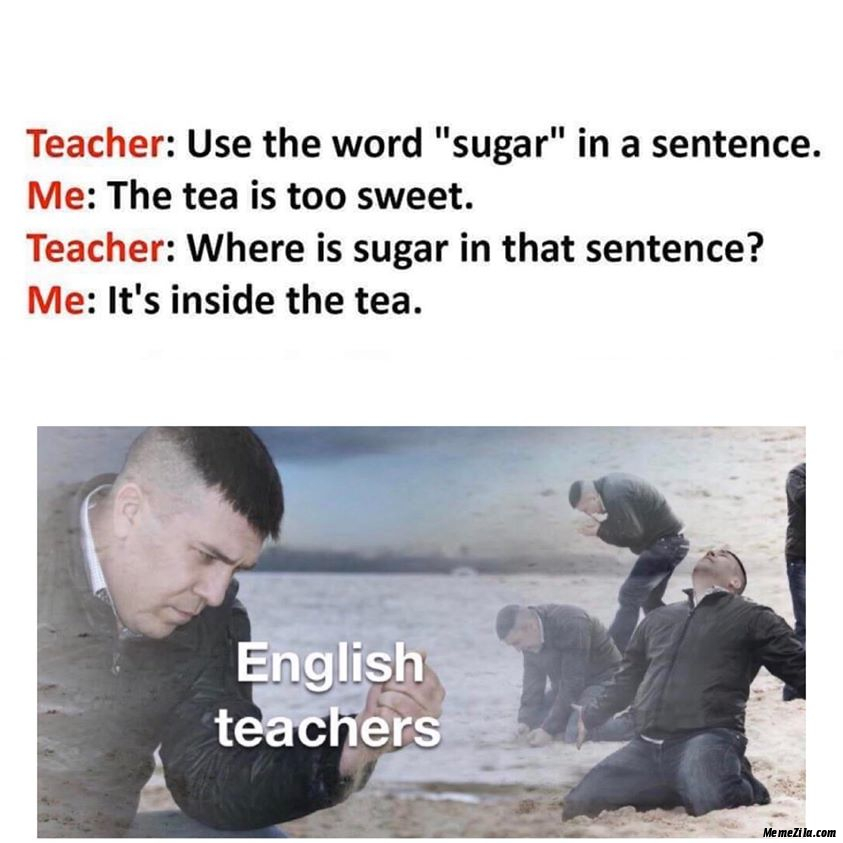 Teacher: Use the word "sugar" in a sentence.
Me: The tea is too sweet.
Teacher: Where is sugar in that sentence?
Me: It's inside the tea.
English
teachers
MemeZila.com